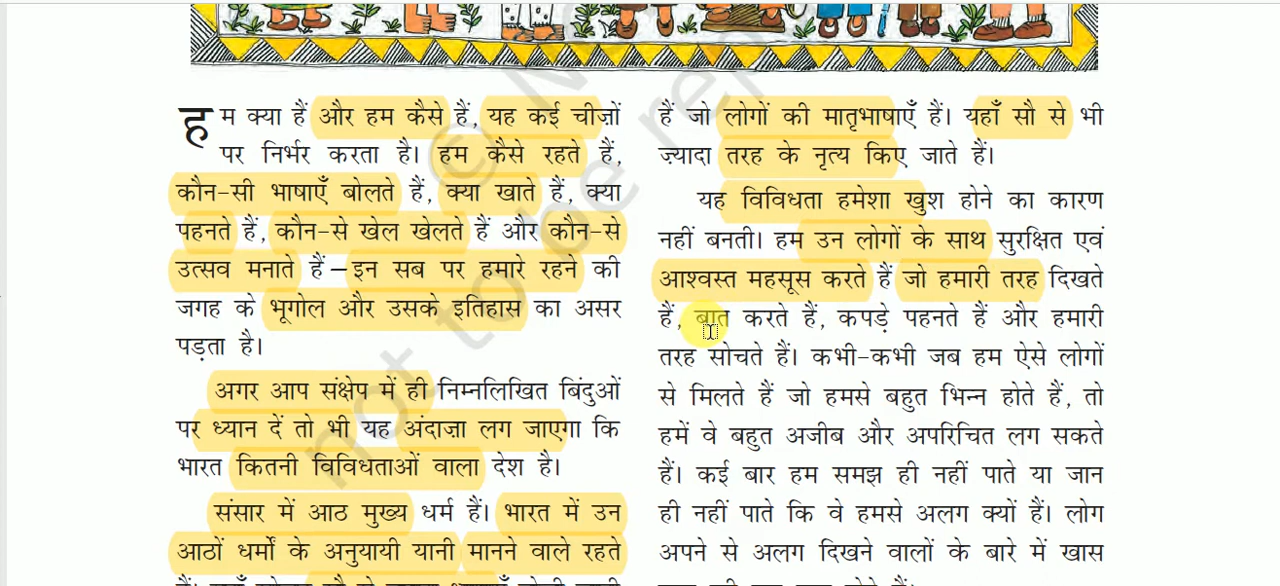 हम क्या हैं और हम कैसे हैं, यह कई चीज़ों
पर निर्भर करता है। हम कैसे रहते हैं,
कौन-सी भाषाएँ बोलते हैं, क्या खाते हैं, क्या
पहनते हैं, कौन-से खेल खेलते हैं और कौन-से
उत्सव मनाते हैं – इन सब पर हमारे रहने की
जगह के भूगोल और उसके इतिहास का असर
पड़ता है।
अगर आप संक्षेप में ही निम्नलिखित बिंदुओं
पर ध्यान दें तो भी यह अंदाज़ा लग जाएगा कि
भारत कितनी विविधताओं वाला देश है।
संसार में आठ मुख्य धर्म हैं। भारत में उन
आठों धर्मों के अनुयायी यानी मानने वाले रहते
हैं जो लोगों की मातृभाषाएँ हैं। यहाँ सौ से भी
ज़्यादा तरह के नृत्य किए जाते हैं।
यह विविधता हमेशा खुश होने का कारण
नहीं बनती। हम उन लोगों के साथ सुरक्षित एवं
आश्वस्त महसूस करते हैं जो हमारी तरह दिखते
हैं, बात करते हैं, कपड़े पहनते हैं और हमारी
तरह सोचते हैं। कभी-कभी जब हम ऐसे लोगों
से मिलते हैं जो हमसे बहुत भिन्न होते हैं, तो
हमें वे बहुत अजीब और अपरिचित लग सकते
हैं। कई बार हम समझ ही नहीं पाते या जान
ही नहीं पाते कि वे हमसे अलग क्यों हैं। लोग
अपने से अलग दिखने वालों के बारे में खास
© N
not to be rep